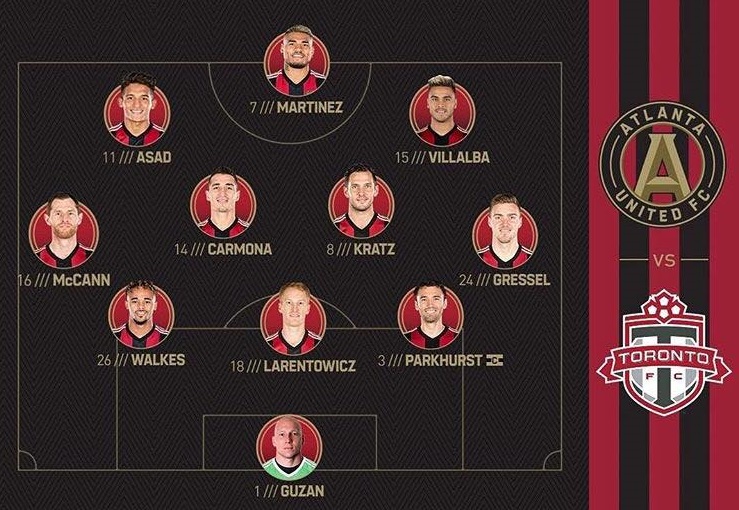 7 /// MARTINEZ
11 /// ASAD
15 /// VILLALBA
14 /// CARMONA
8 /// KRATZ
16 /// McCANN
24 /// GRESSEL
26 /// WALKES
18 /// LARENTOWICZ
3 /// PARKHURST C
1 /// GUZAN
ATLANTA
A
UNITED FC
VS
TORONTO
T
F C